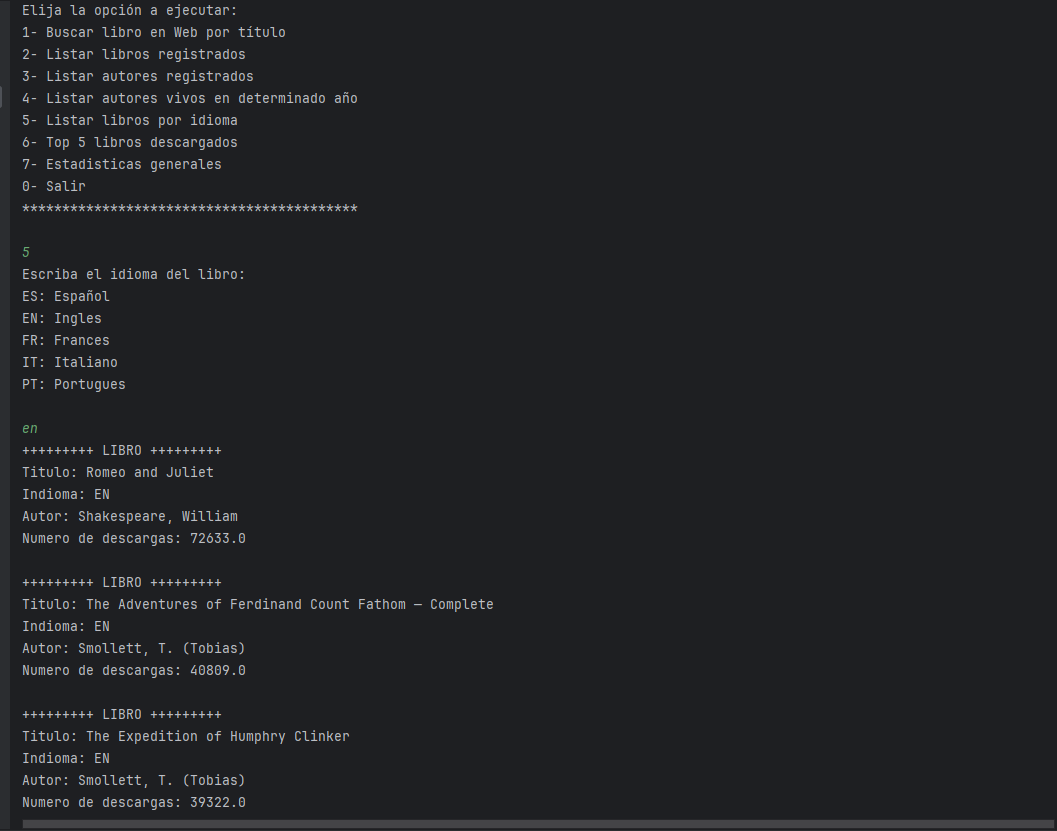 Elija la opción a ejecutar:
1- Buscar libro en Web por título
2- Listar libros registrados
3- Listar autores registrados
4- Listar autores vivos en determinado año
5- Listar libros por idioma
6- Top 5 libros descargados
7- Estadisticas generales
0- Salir
******************************************
5
Escriba el idioma del libro:
ES: Español
EN: Ingles
FR: Frances
IT: Italiano
PT: Portugues
en
+++++++++ LIBRO +++++++++
Titulo: Romeo and Juliet
Indioma: EN
Autor: Shakespeare, William
Numero de descargas: 72633.0
+++++++++ LIBRO +++++++++
Titulo: The Adventures of Ferdinand Count Fathom — Complete
Indioma: EN
Autor: Smollett, T. (Tobias)
Numero de descargas: 40809.0
+++++++++ LIBRO +++++++++
Titulo: The Expedition of Humphry Clinker
Indioma: EN
Autor: Smollett, T. (Tobias)
Numero de descargas: 39322.0